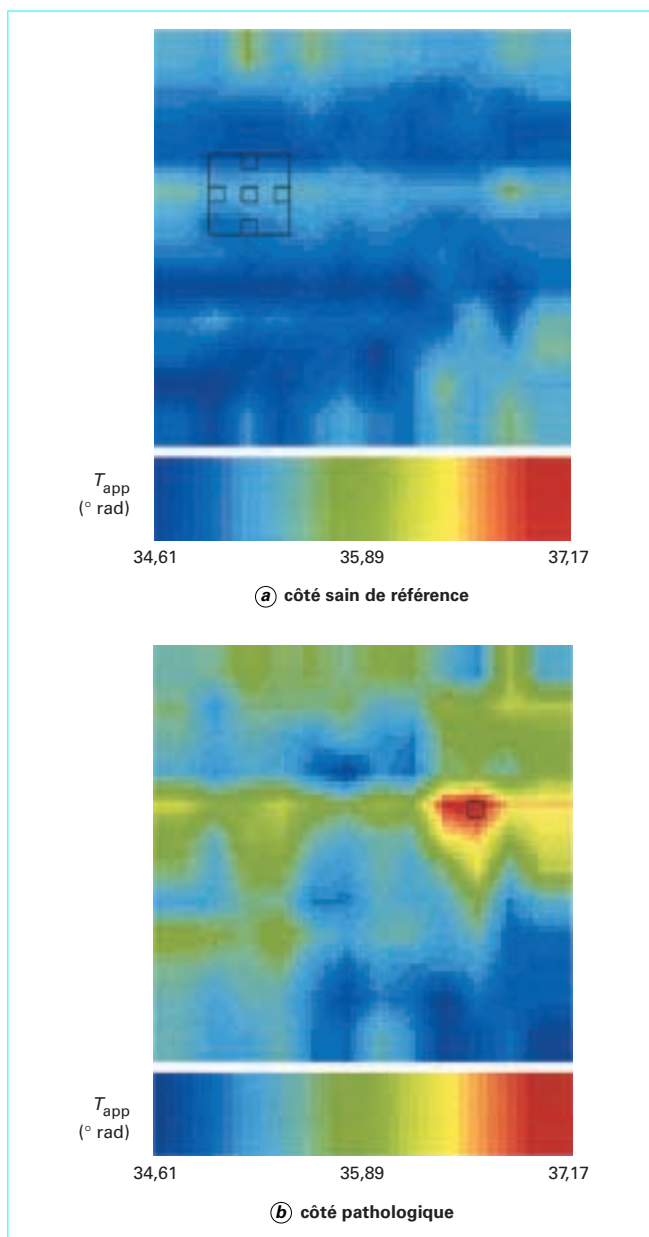 T app
(° rad)
34,61 35,89 37,17
a côté sain de référence
T app
(° rad)
34,61 35,89 37,17
b côté pathologique